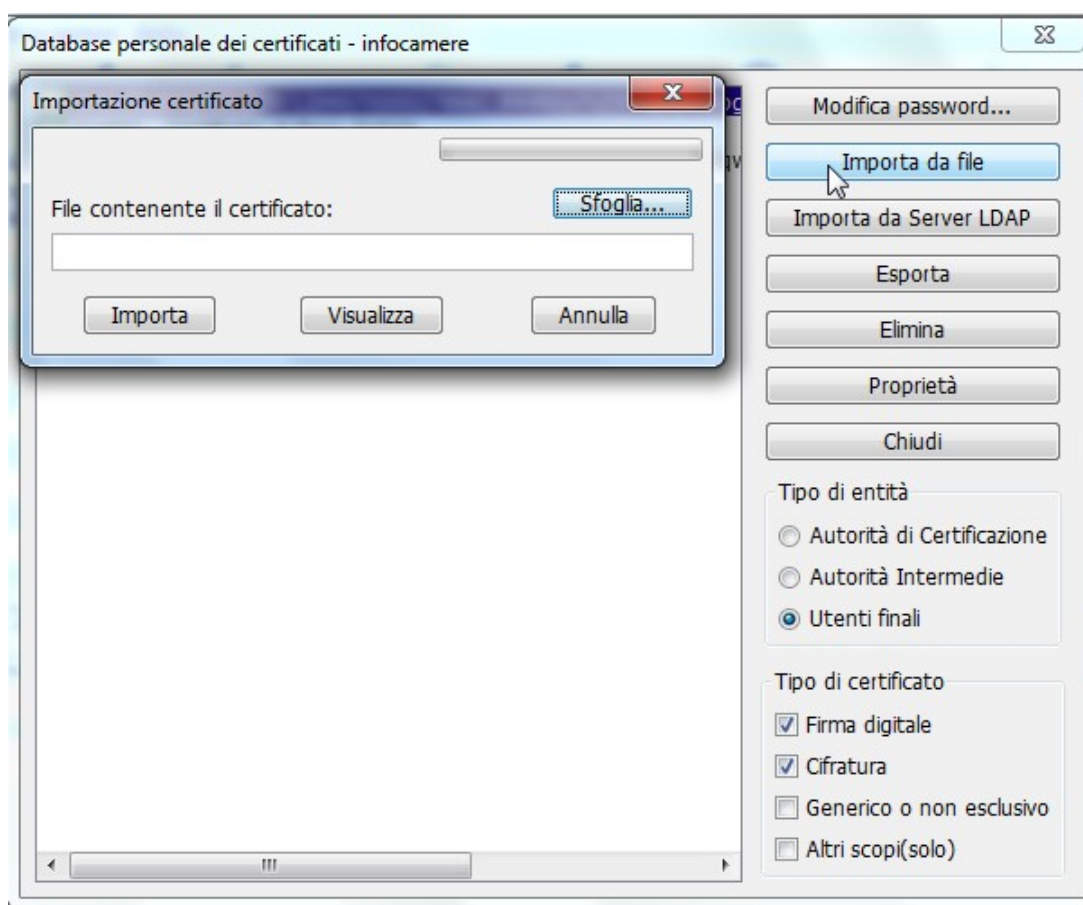 Database personale dei certificati - infocamere
Importazione certificato
File contenente il certificato:
Sfoglia...
Importa
Visualizza
Annulla
Modifica password...
Importa da file
Importa da Server LDAP
Esporta
Elimina
Proprietà
Chiudi
Tipo di entità
Autorità di Certificazione
Autorità Intermedie
Utenti finali
Tipo di certificato
Firma digitale
Cifratura
Generico o non esclusivo
Altri scopi(solo)